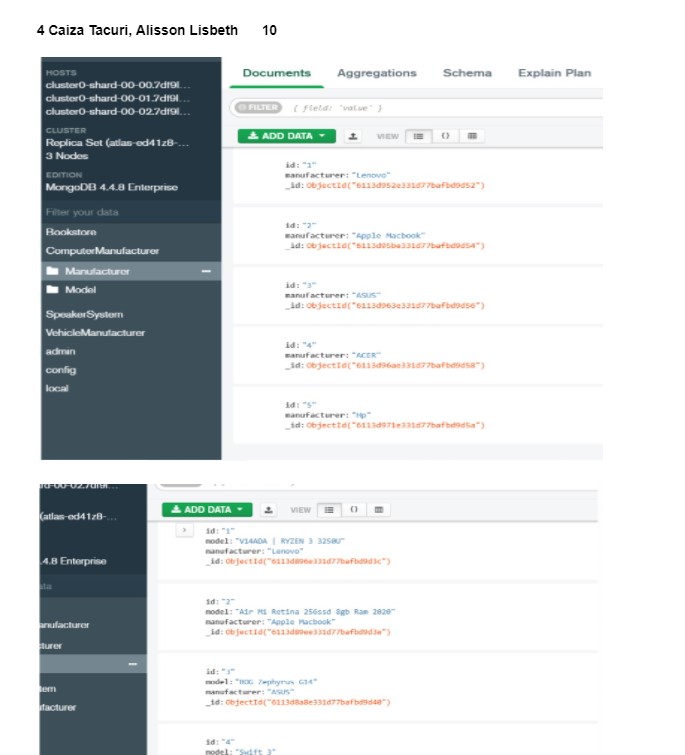 4 Caiza Tacuri, Alisson Lisbeth 10
HOSTS
cluster0-shard-00-00.7df9l...
cluster0-shard-00-01.7df9l...
cluster0-shard-00-02.7df9l...
CLUSTER
Replica Set (atlas-ed41z8-...
3 Nodes
EDITION
MongoDB 4.4.8 Enterprise
Filter your data
Bookstore
ComputerManufacturer
Manufacturer
Model
SpeakerSystem
VehicleManufacturer
admin
config
local
Documents Aggregations Schema Explain Plan
FILTER { field: 'value' }
ADD DATA VIEW {}
id: "1"
manufacturer: "Lenovo"
_id: ObjectId("6113d952e331d77bafbd9d52")
id: "2"
manufacturer: "Apple Macbook"
_id: ObjectId("6113d95be331d77bafbd9d54")
id: "3"
manufacturer: "ASUS"
_id: ObjectId("6113d963e331d77bafbd9d56")
id: "4"
manufacturer: "ACER"
_id: ObjectId("6113d96ae331d77bafbd9d58")
id: "5"
manufacturer: "Hp"
_id: ObjectId("6113d971e331d77bafbd9d5a")
(atlas-ed41z8-...
.4.8 Enterprise
ata
anufacturer
cturer
tem
facturer
ADD DATA VIEW {}
id: "1"
model: "V14ADA | RYZEN 3 3250U"
manufacturer: "Lenovo"
_id: ObjectId("6113d896e331d77bafbd9d3c")
id: "2"
model: "Air M1 Retina 256ssd 8gb Ram 2020"
manufacturer: "Apple Macbook"
_id: ObjectId("6113d89ee331d77bafbd9d3e")
id: "3"
model: "ROG Zephyrus G14"
manufacturer: "ASUS"
_id: ObjectId("6113d8a8e331d77bafbd9d40")
id: "4"
model: "Swift 3"